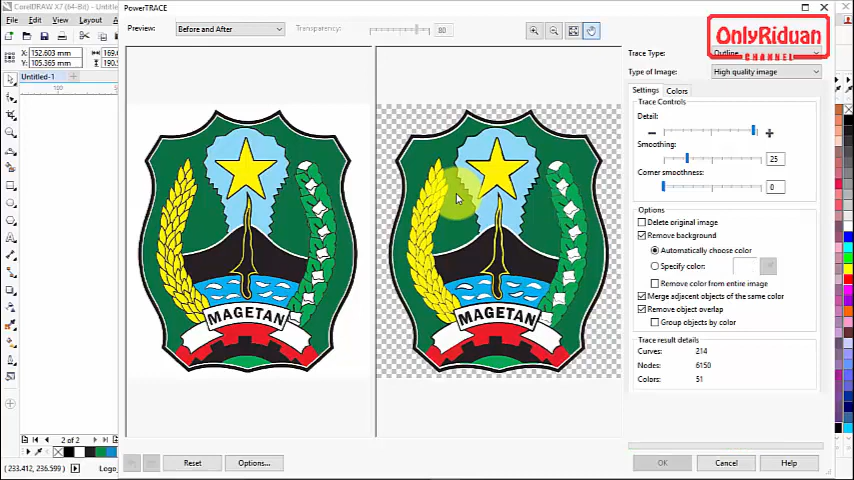 CorelDRAW X7 (64-Bit) - Untitled-
PowerTRACE
File Edit View Layout
Preview: Before and After Transparency: 80
OnlyRiduan
CHANNEL
X: 152.603 mm
Y: 105.365 mm
Trace Type: Outline
Type of Image: High quality image
Untitled-1
Settings Colors
Trace Controls
Detail:
Smoothing:
25
Corner smoothness:
0
Options
Delete original image
Remove background
Automatically choose color
Specify color:
Remove color from entire image
Merge adjacent objects of the same color
Remove object overlap
Group objects by color
Trace result details
Curves: 214
Nodes: 6150
Colors: 51
MAGETAN
MAGETAN
2 of 2
Reset Options... OK Cancel Help
(233.412, 236.599)